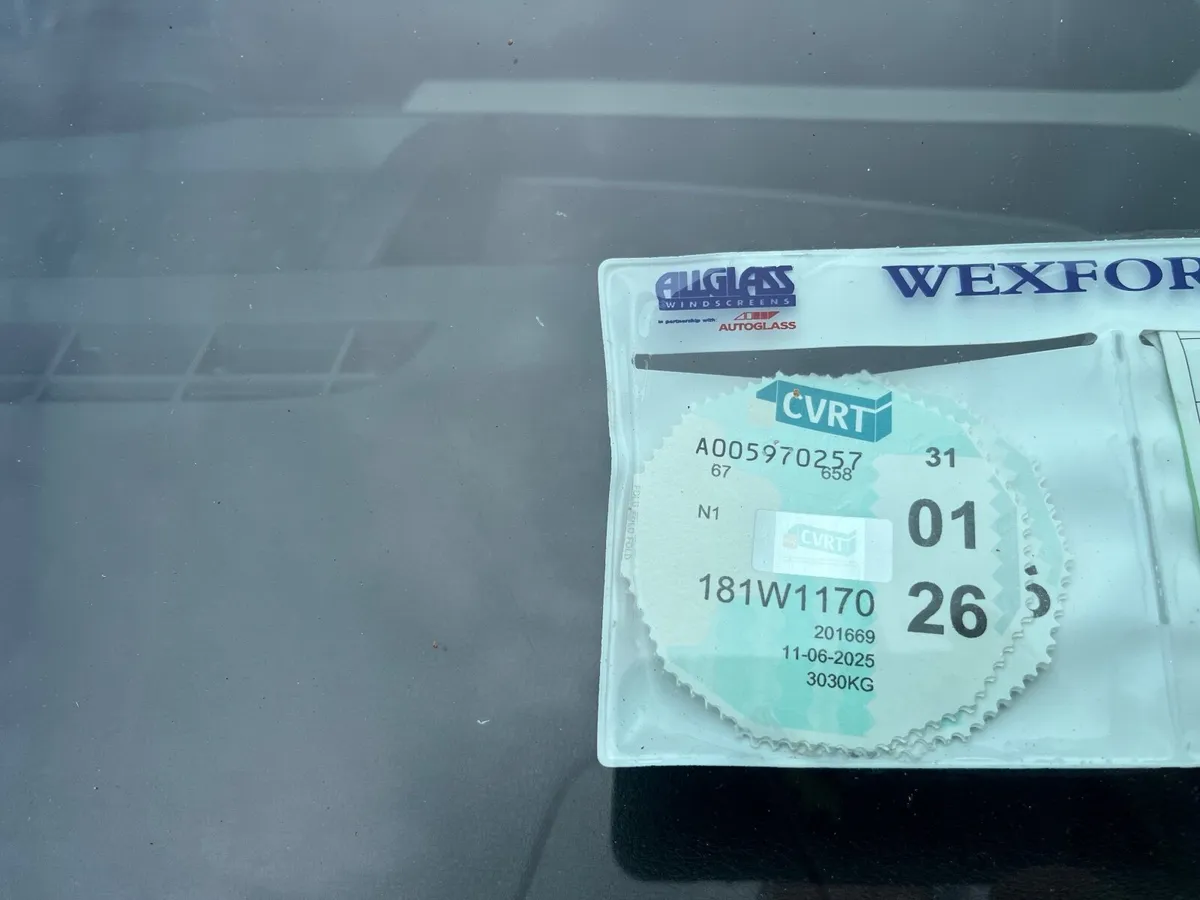 ALLGLASS
WINDSCREENS
in partnership with:
AUTOGLASS
WEXFOR
CVRT
A005970257
67
658
31
N1
01
CVRT
181W1170
26
201669
11-06-2025
3030KG